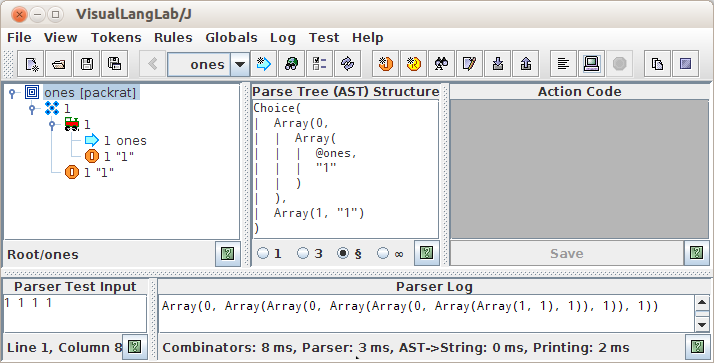 VisualLangLab/J
File View Tokens Rules Globals Log Test Help
ones
ones [packrat]
1
1
1 ones
1 "1"
1 "1"
Root/ones
Parse Tree (AST) Structure
Choice(
| Array(0,
| | Array(
| | | @ones,
| | | "1"
| | )
| ),
| Array(1, "1")
)
1 3 § ∞
Action Code
Save
Parser Test Input
1 1 1 1
Line 1, Column 8
Parser Log
Array(0, Array(Array(0, Array(Array(0, Array(Array(1, 1), 1)), 1)), 1))
Combinators: 8 ms, Parser: 3 ms, AST->String: 0 ms, Printing: 2 ms